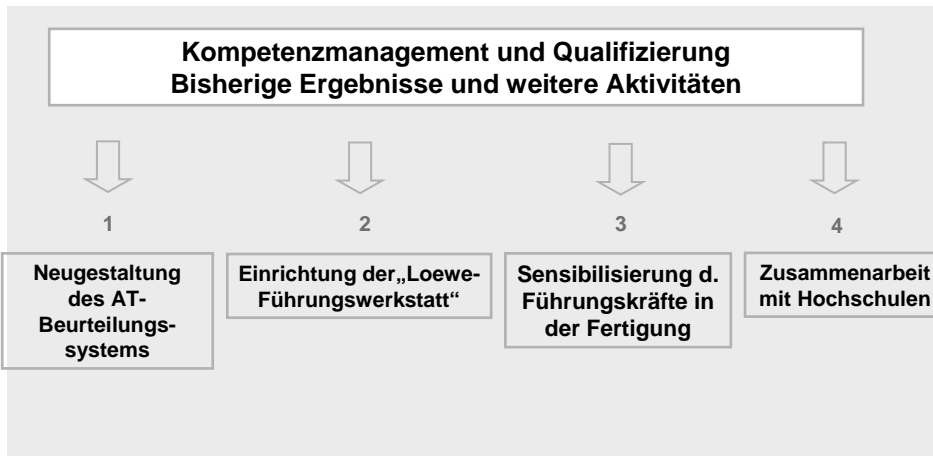 Kompetenzmanagement und Qualifizierung
Bisherige Ergebnisse und weitere Aktivitäten
1
2
3
4
Neugestaltung
des AT-
Beurteilungs-
systems
Einrichtung der„Loewe-
Führungswerkstatt“
Sensibilisierung d.
Führungskräfte in
der Fertigung
Zusammenarbeit
mit Hochschulen